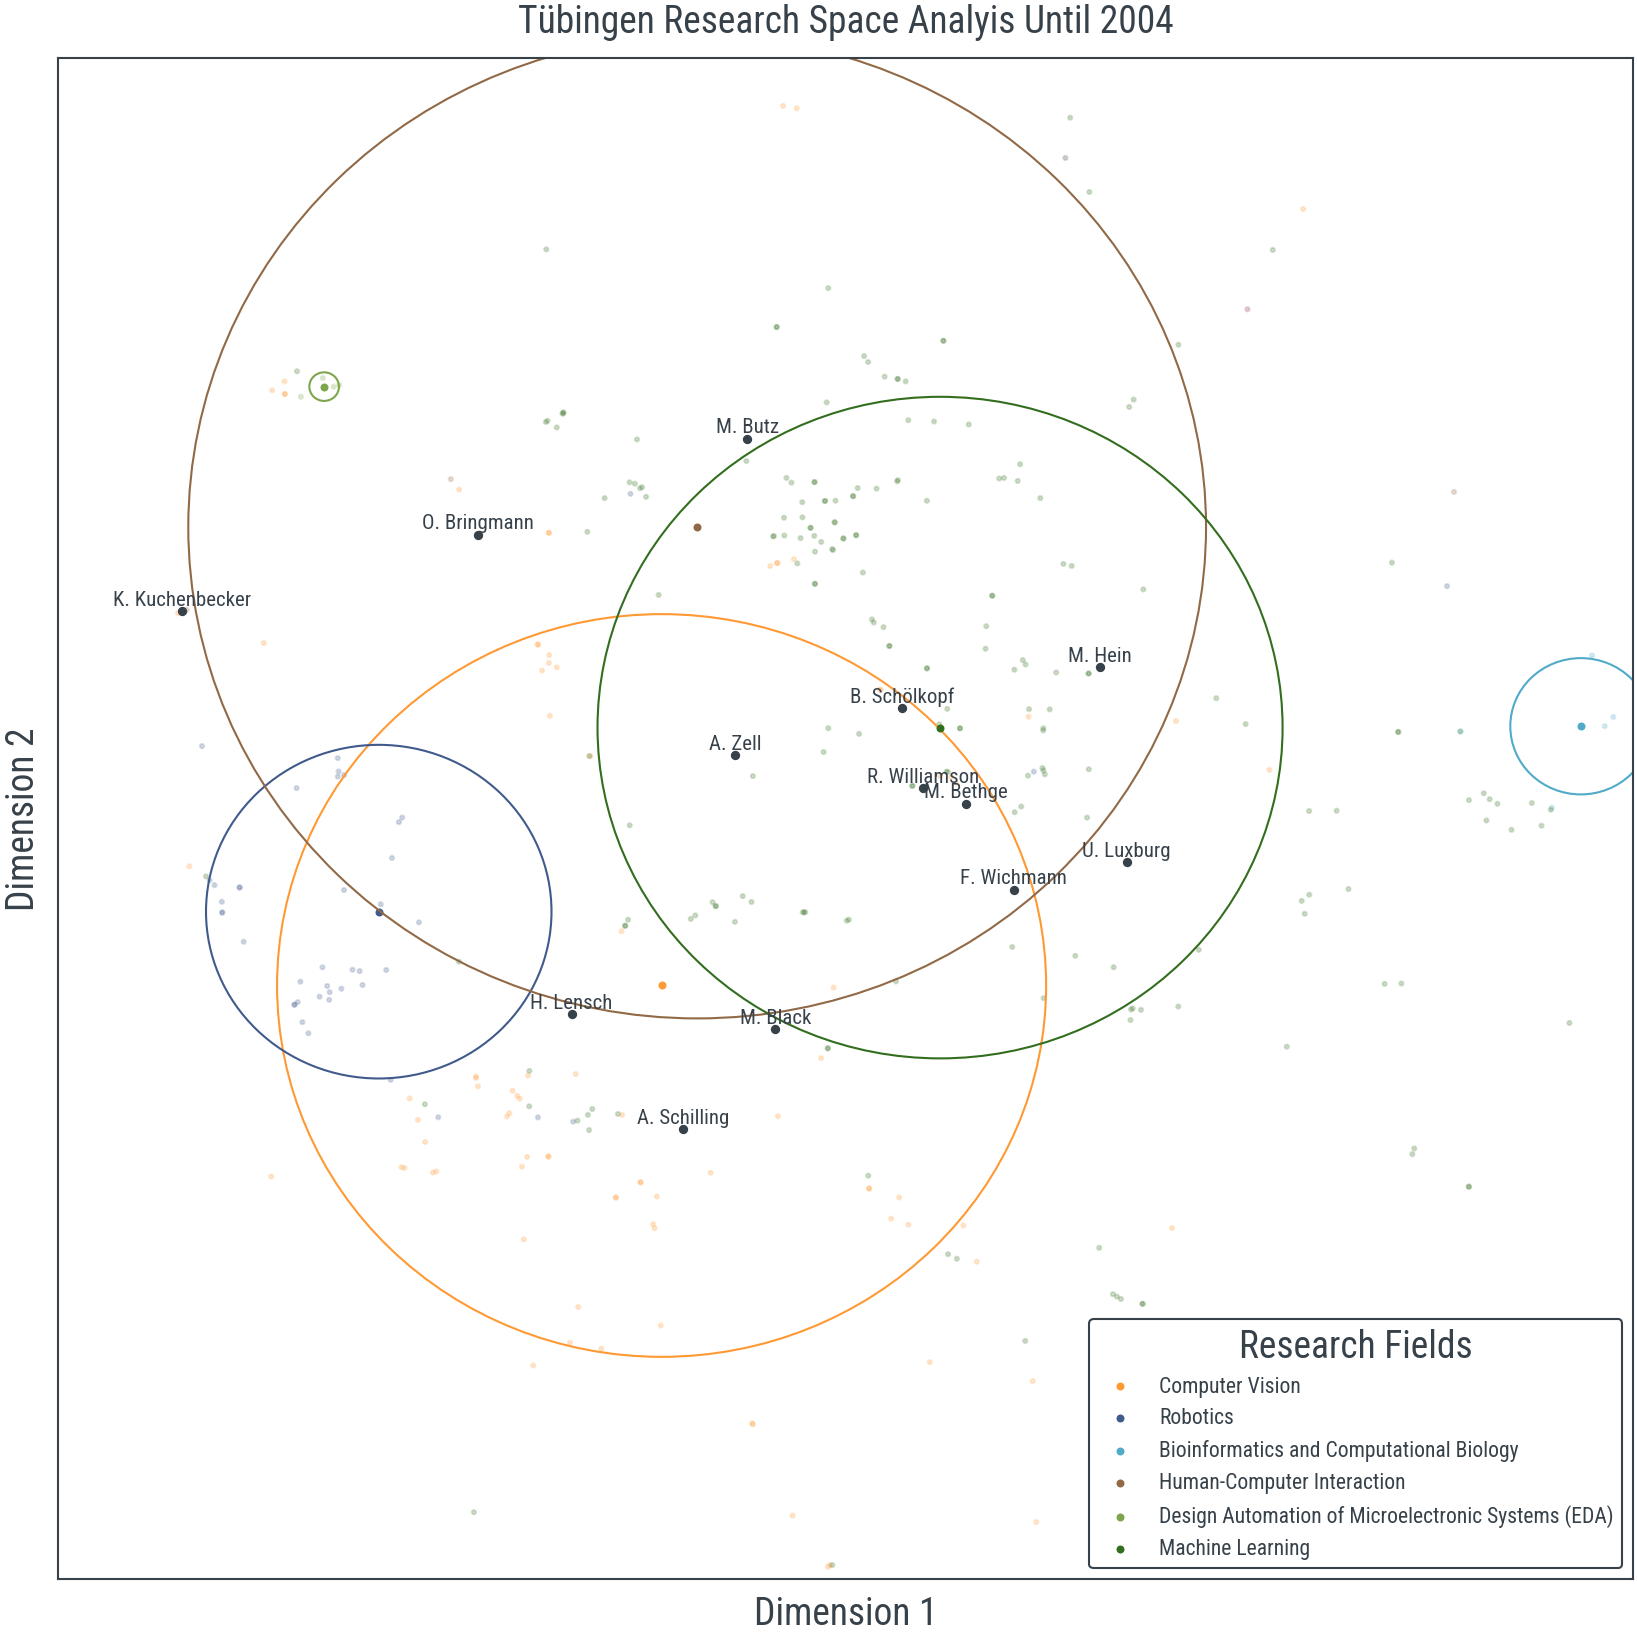 Tübingen Research Space Analyis Until 2004
M. Butz
O. Bringmann
K. Kuchenbecker
M. Hein
B. Schölkopf
A. Zell
R. Williamson
M. Bethge
U. Luxburg
F. Wichmann
H. Lensch
M. Black
A. Schilling
Dimension 2
Research Fields
Computer Vision
Robotics
Bioinformatics and Computational Biology
Human-Computer Interaction
Design Automation of Microelectronic Systems (EDA)
Machine Learning
Dimension 1